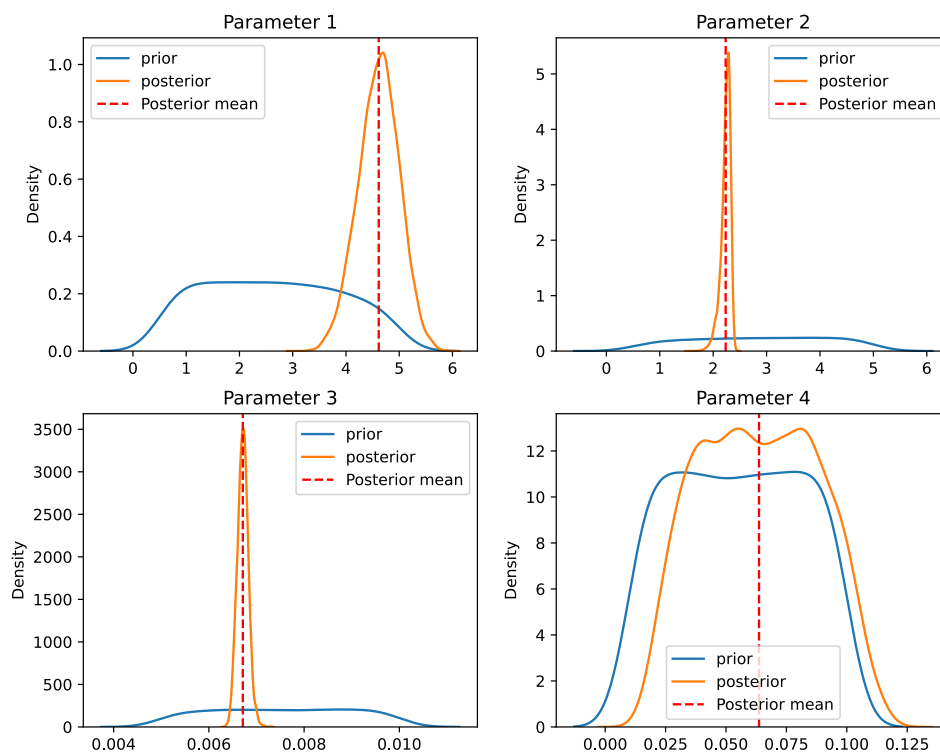 Parameter 1
Density
1.0
0.8
0.6
0.4
0.2
0.0
0 1 2 3 4 5 6
prior
posterior
Posterior mean
Parameter 2
Density
5
4
3
2
1
0
0 1 2 3 4 5 6
prior
posterior
Posterior mean
Parameter 3
Density
3500
3000
2500
2000
1500
1000
500
0
0.004 0.006 0.008 0.010
prior
posterior
Posterior mean
Parameter 4
Density
12
10
8
6
4
2
0
0.000 0.025 0.050 0.075 0.100 0.125
prior
posterior
Posterior mean